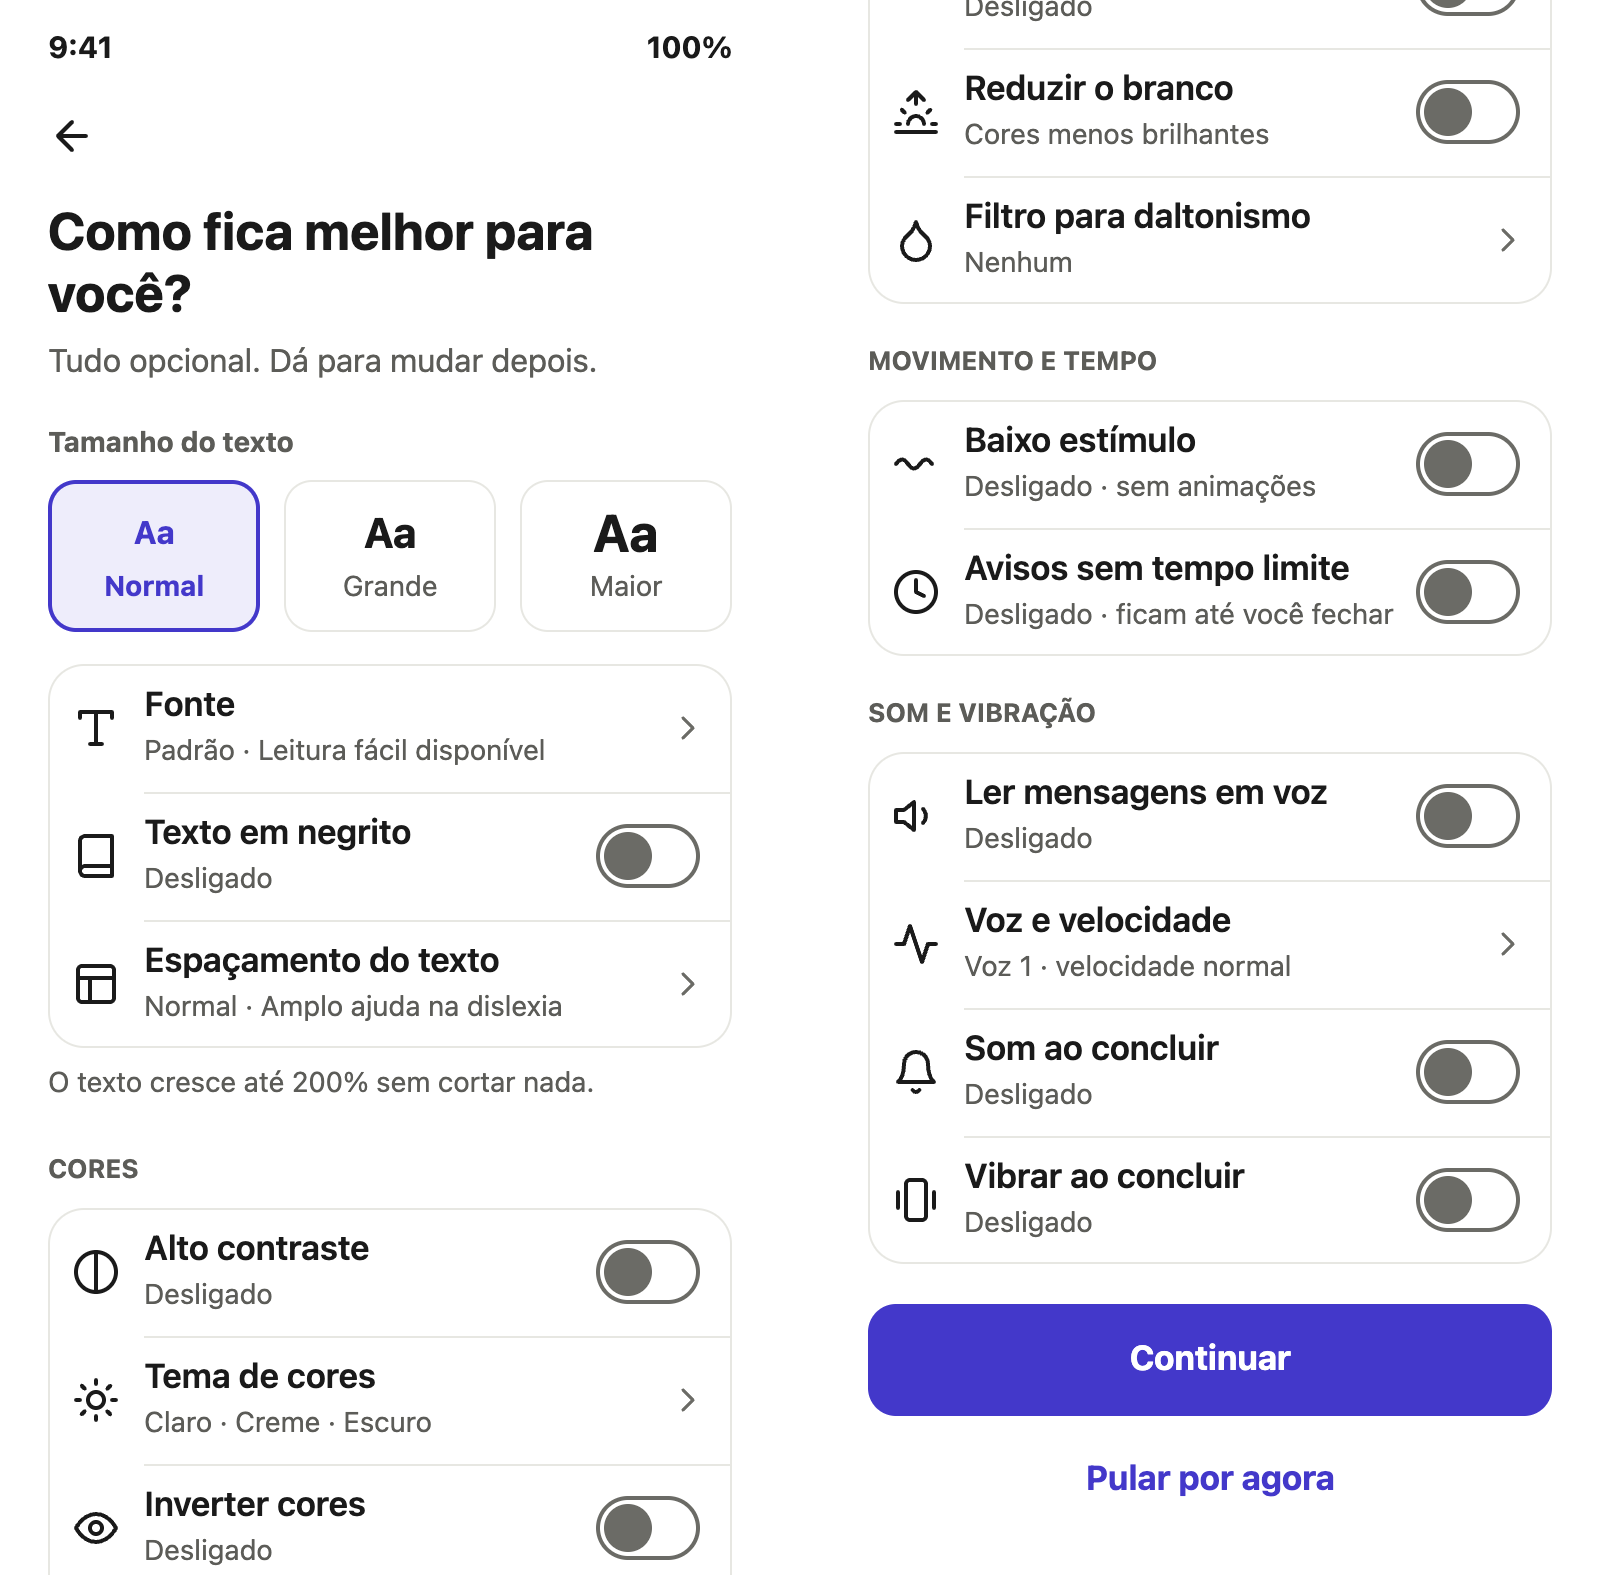 9:41
100%
Como fica melhor para
você?
Tudo opcional. Dá para mudar depois.
Tamanho do texto
Aa
Normal
Aa
Grande
Aa
Maior
Fonte
Padrão · Leitura fácil disponível
Texto em negrito
Desligado
Espaçamento do texto
Normal · Amplo ajuda na dislexia
O texto cresce até 200% sem cortar nada.
CORES
Alto contraste
Desligado
Tema de cores
Claro · Creme · Escuro
Inverter cores
Desligado
Desligado
Reduzir o branco
Cores menos brilhantes
Filtro para daltonismo
Nenhum
MOVIMENTO E TEMPO
Baixo estímulo
Desligado · sem animações
Avisos sem tempo limite
Desligado · ficam até você fechar
SOM E VIBRAÇÃO
Ler mensagens em voz
Desligado
Voz e velocidade
Voz 1 · velocidade normal
Som ao concluir
Desligado
Vibrar ao concluir
Desligado
Continuar
Pular por agora